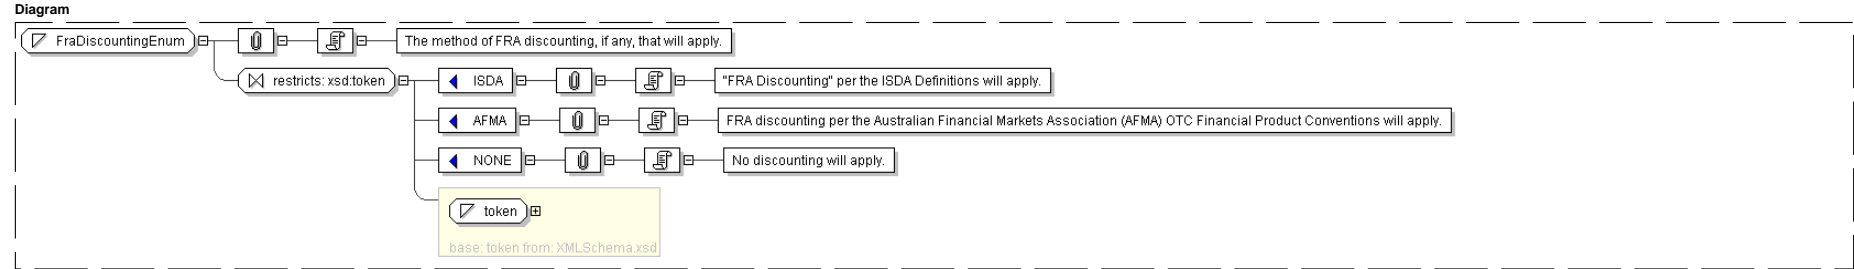 Diagram
FraDiscountingEnum The method of FRA discounting, if any, that will apply.
restricts: xsd:token ISDA "FRA Discounting" per the ISDA Definitions will apply.
AFMA FRA discounting per the Australian Financial Markets Association (AFMA) OTC Financial Product Conventions will apply.
NONE No discounting will apply.
token
base: token from: XMLSchema.xsd